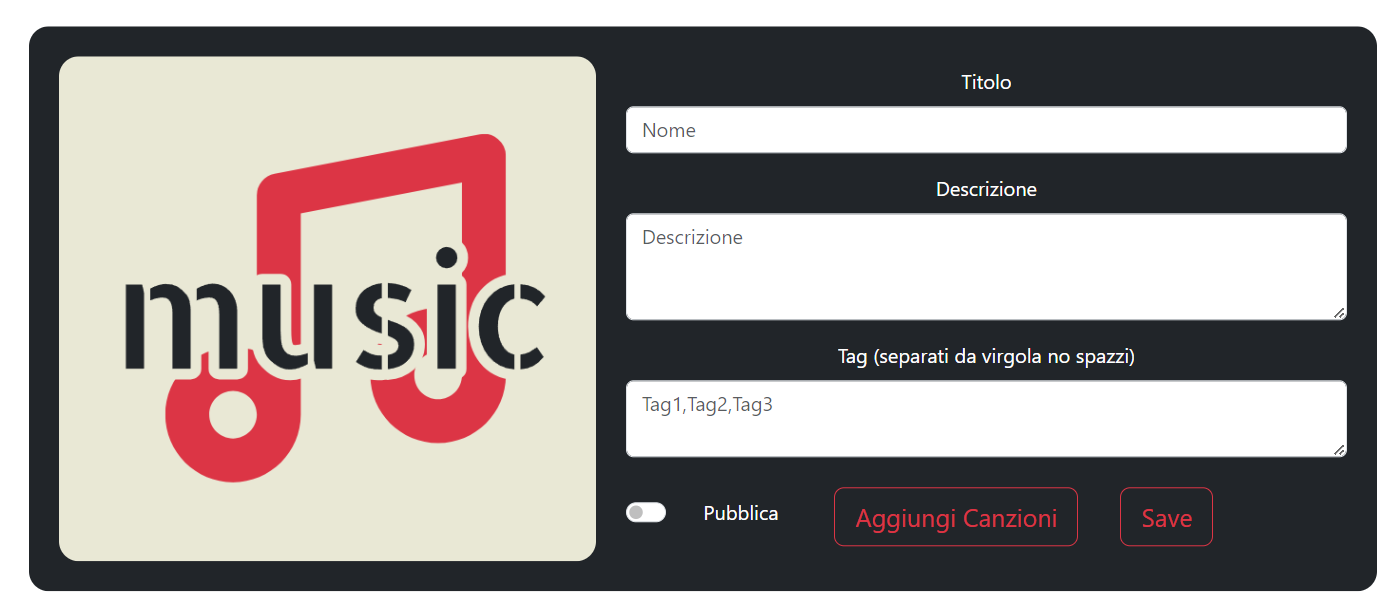 music
Titolo
Nome
Descrizione
Descrizione
Tag (separati da virgola no spazzi)
Tag1,Tag2,Tag3
Pubblica
Aggiungi Canzioni
Save